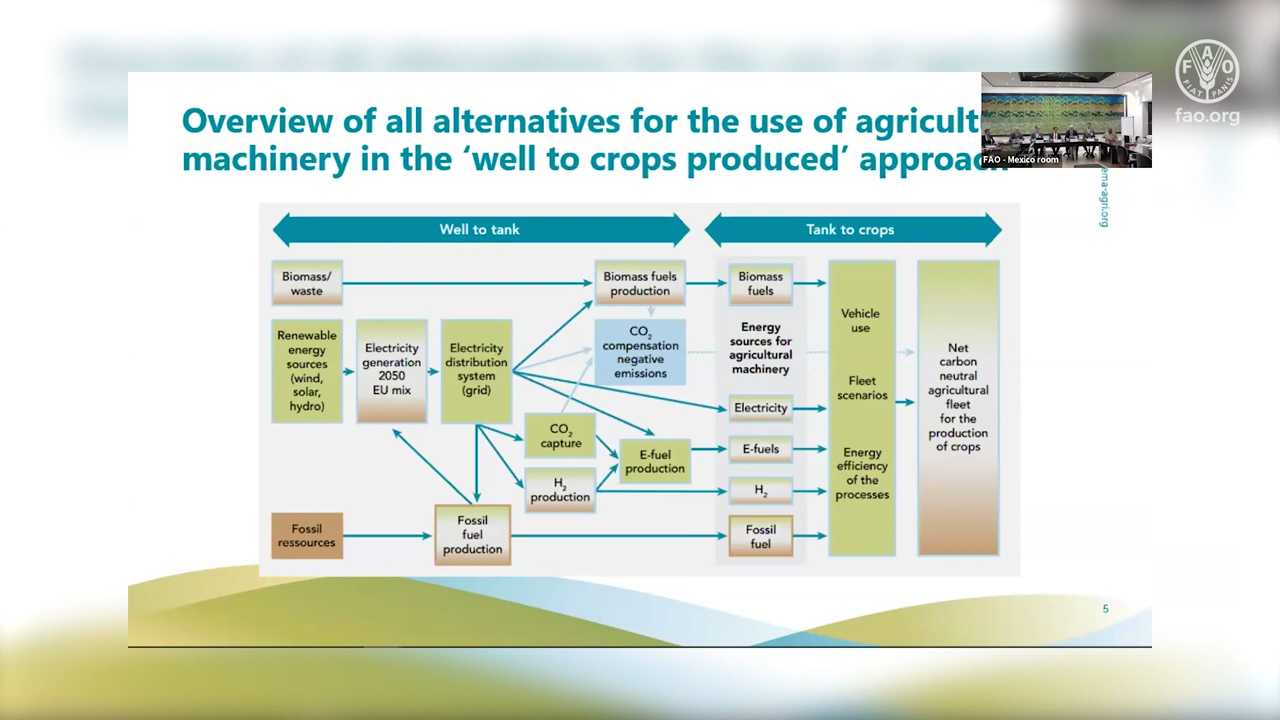 Overview of all alternatives for the use of agricult
machinery in the ‘well to crops produced’ approach
FAO - Mexico room
FAO
FIAT PANIS
fao.org
ema-agri.org
Well to tank
Tank to crops
Biomass/
waste
Biomass fuels
production
Biomass
fuels
Renewable
energy
sources
(wind,
solar,
hydro)
Electricity
generation
2050
EU mix
Electricity
distribution
system
(grid)
CO2
compensation
negative
emissions
Energy
sources for
agricultural
machinery
Vehicle
use
Fleet
scenarios
Energy
efficiency
of the
processes
Net
carbon
neutral
agricultural
fleet
for the
production
of crops
Electricity
CO2
capture
E-fuel
production
E-fuels
H2
production
H2
Fossil
ressources
Fossil
fuel
production
Fossil
fuel
5